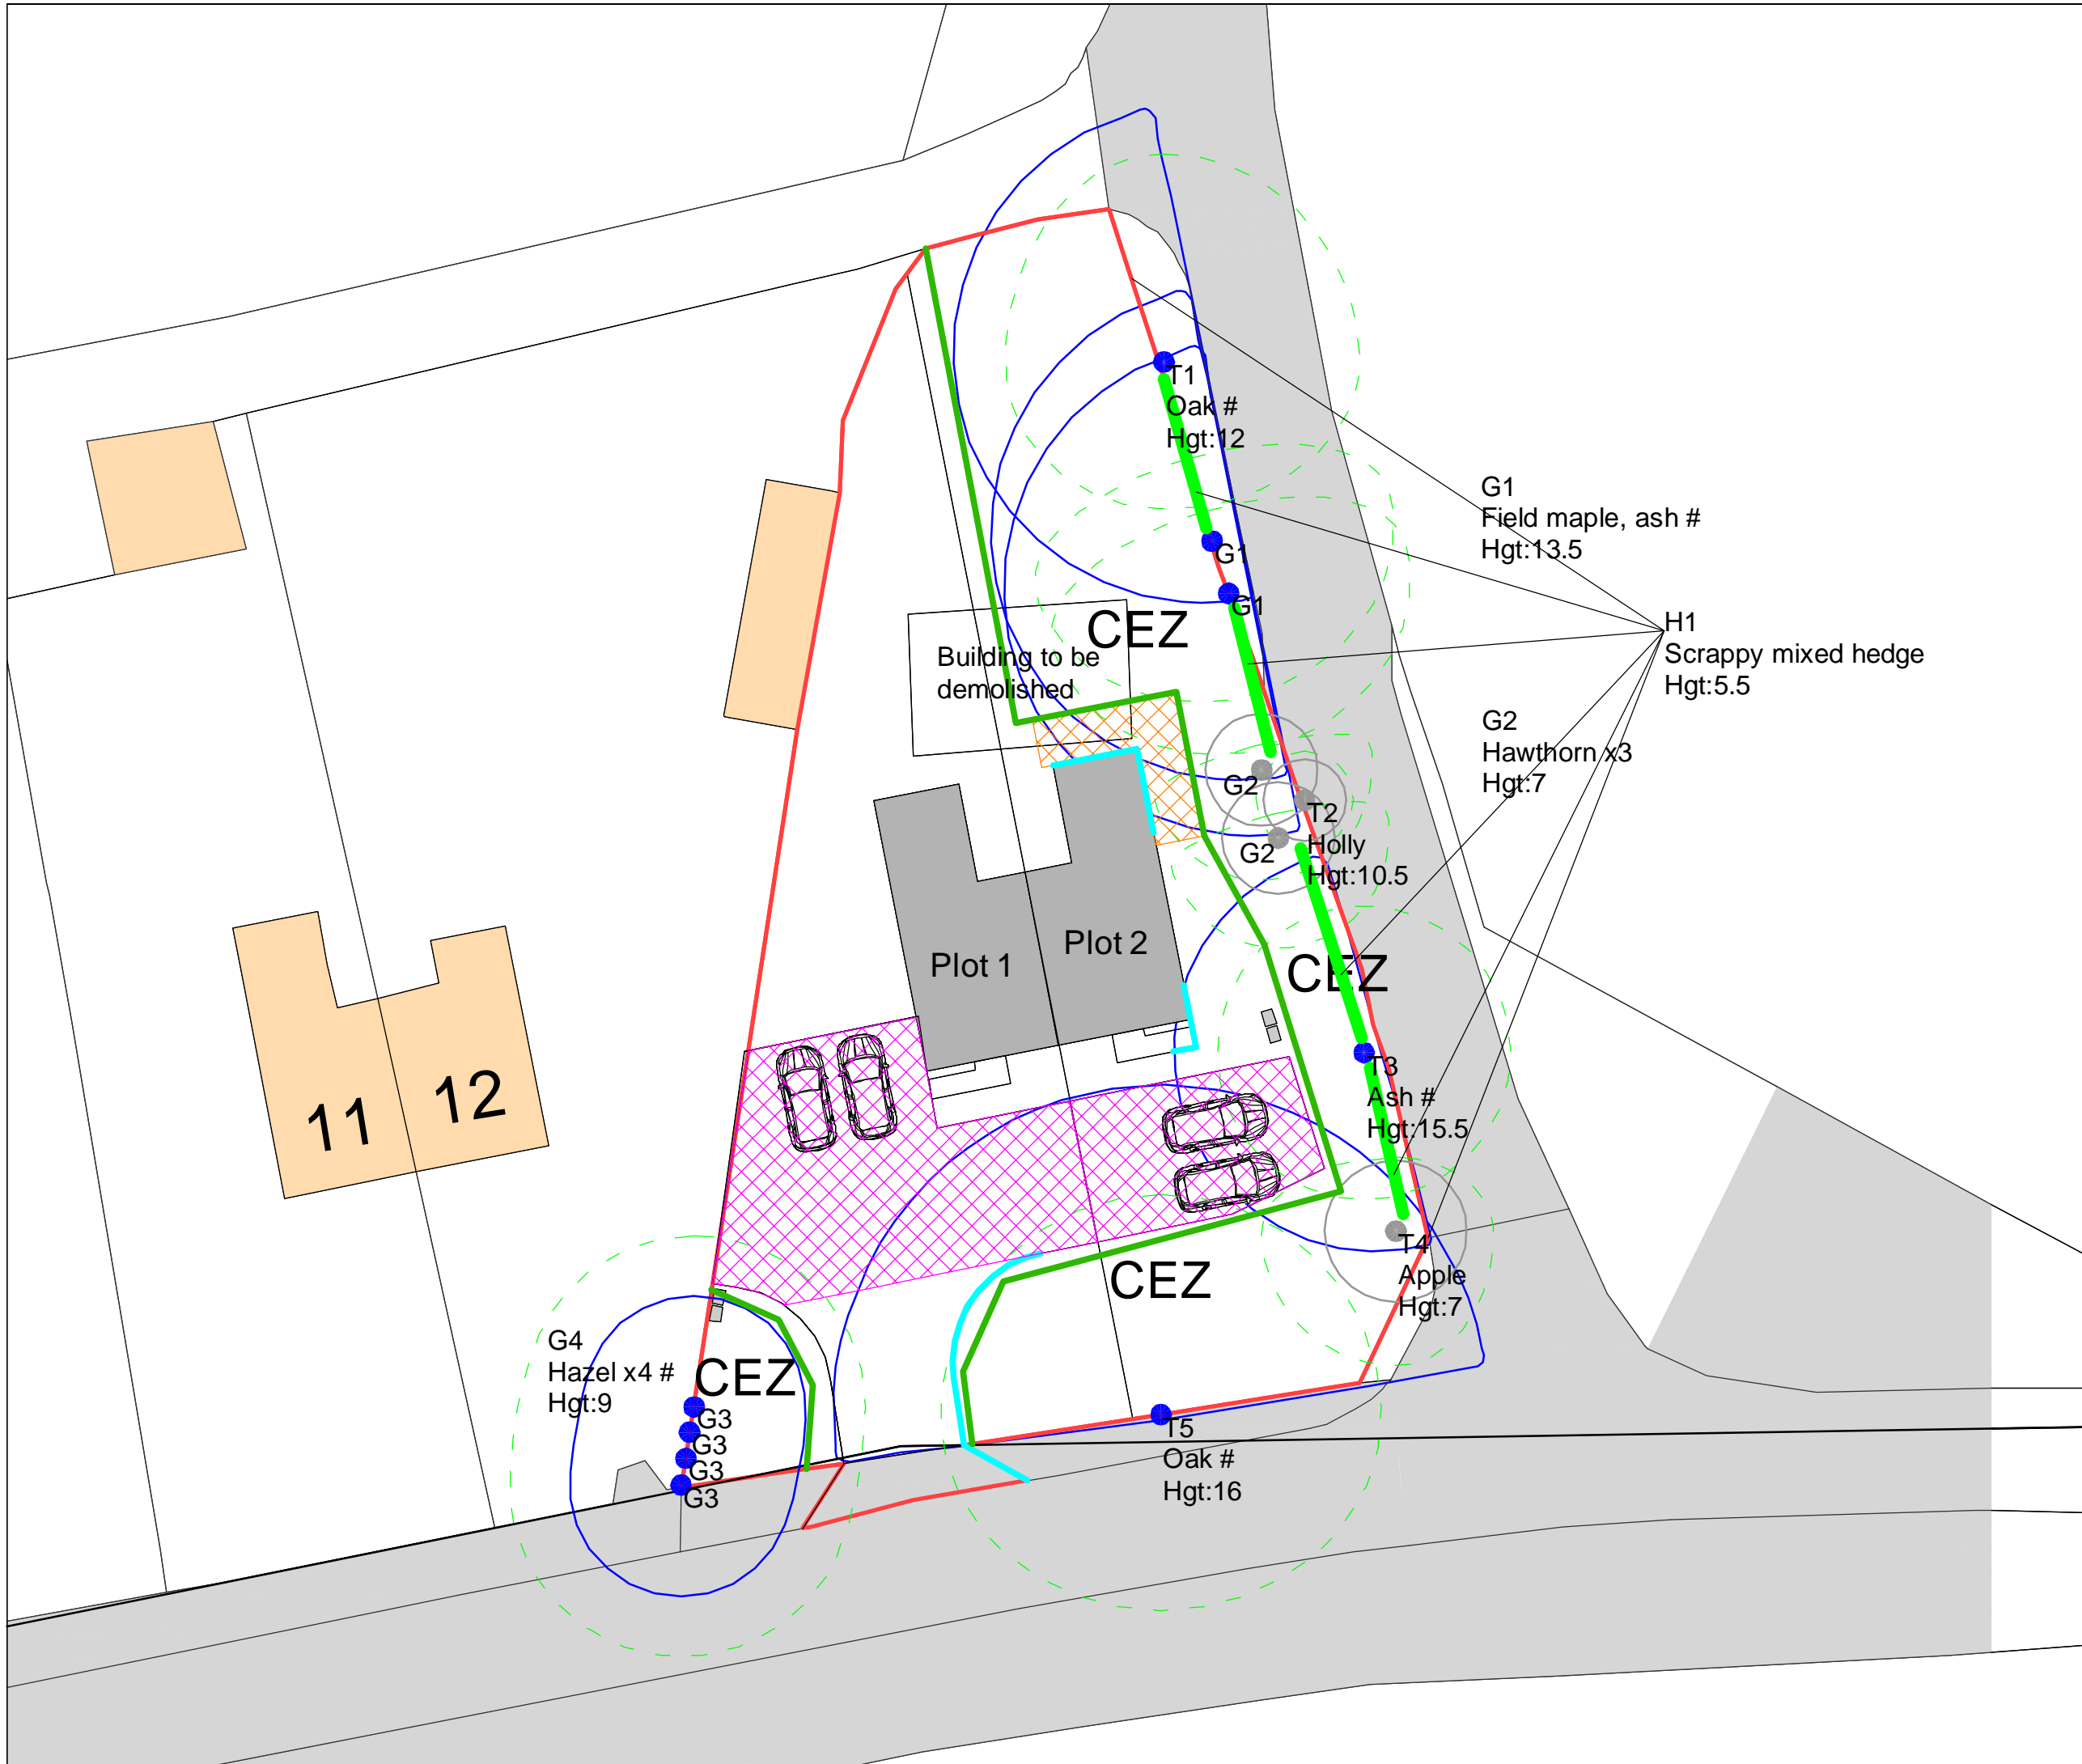 T1
Oak #
Hgt:12
G1
Field maple, ash #
Hgt:13.5
G1
G1
CEZ
H1
Scrappy mixed hedge
Hgt:5.5
Building to be
demolished
G2
Hawthorn x3
Hgt:7
G2
T2
Holly
Hgt:10.5
G2
Plot 1
Plot 2
CEZ
T3
Ash #
Hgt:15.5
11
12
T4
Apple
Hgt:7
CEZ
G4
Hazel x4 #
Hgt:9
CEZ
G3
G3
G3
G3
T5
Oak #
Hgt:16